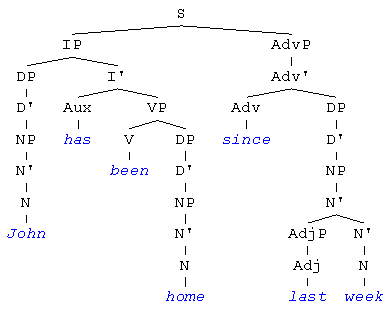 S
IP AdvP
DP I' Adv'
D' Aux VP Adv DP
NP has V DP since D'
N' been D' NP
N NP N'
John N' AdjP N'
N Adj N
home last week